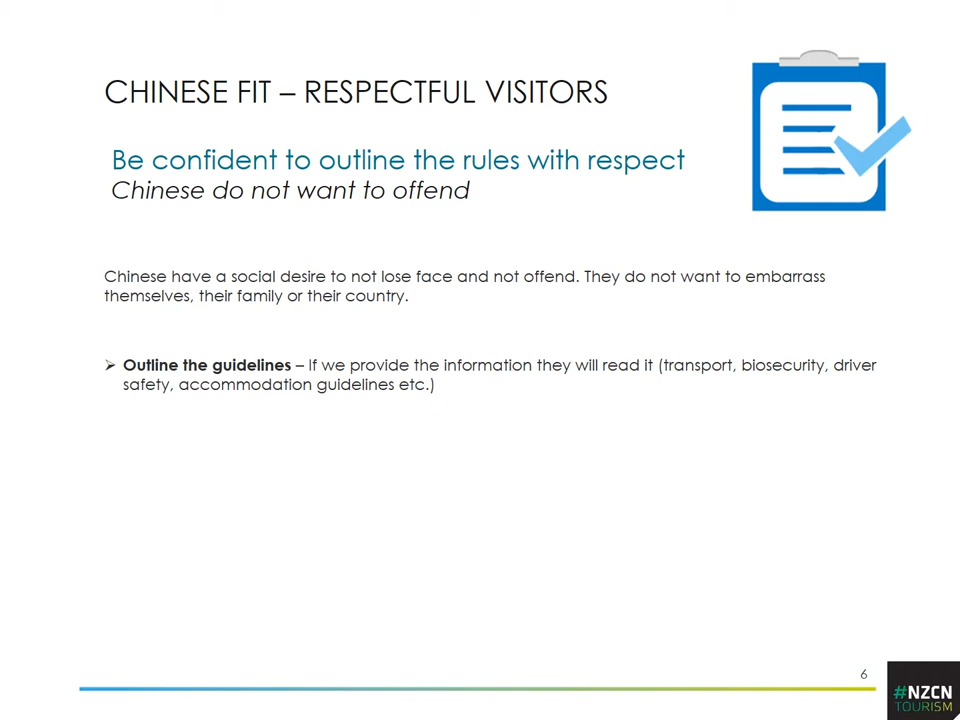 CHINESE FIT – RESPECTFUL VISITORS
Be confident to outline the rules with respect
Chinese do not want to offend
Chinese have a social desire to not lose face and not offend. They do not want to embarrass
themselves, their family or their country.
➢ Outline the guidelines – If we provide the information they will read it (transport, biosecurity, driver
safety, accommodation guidelines etc.)
6
#NZCN
TOURISM